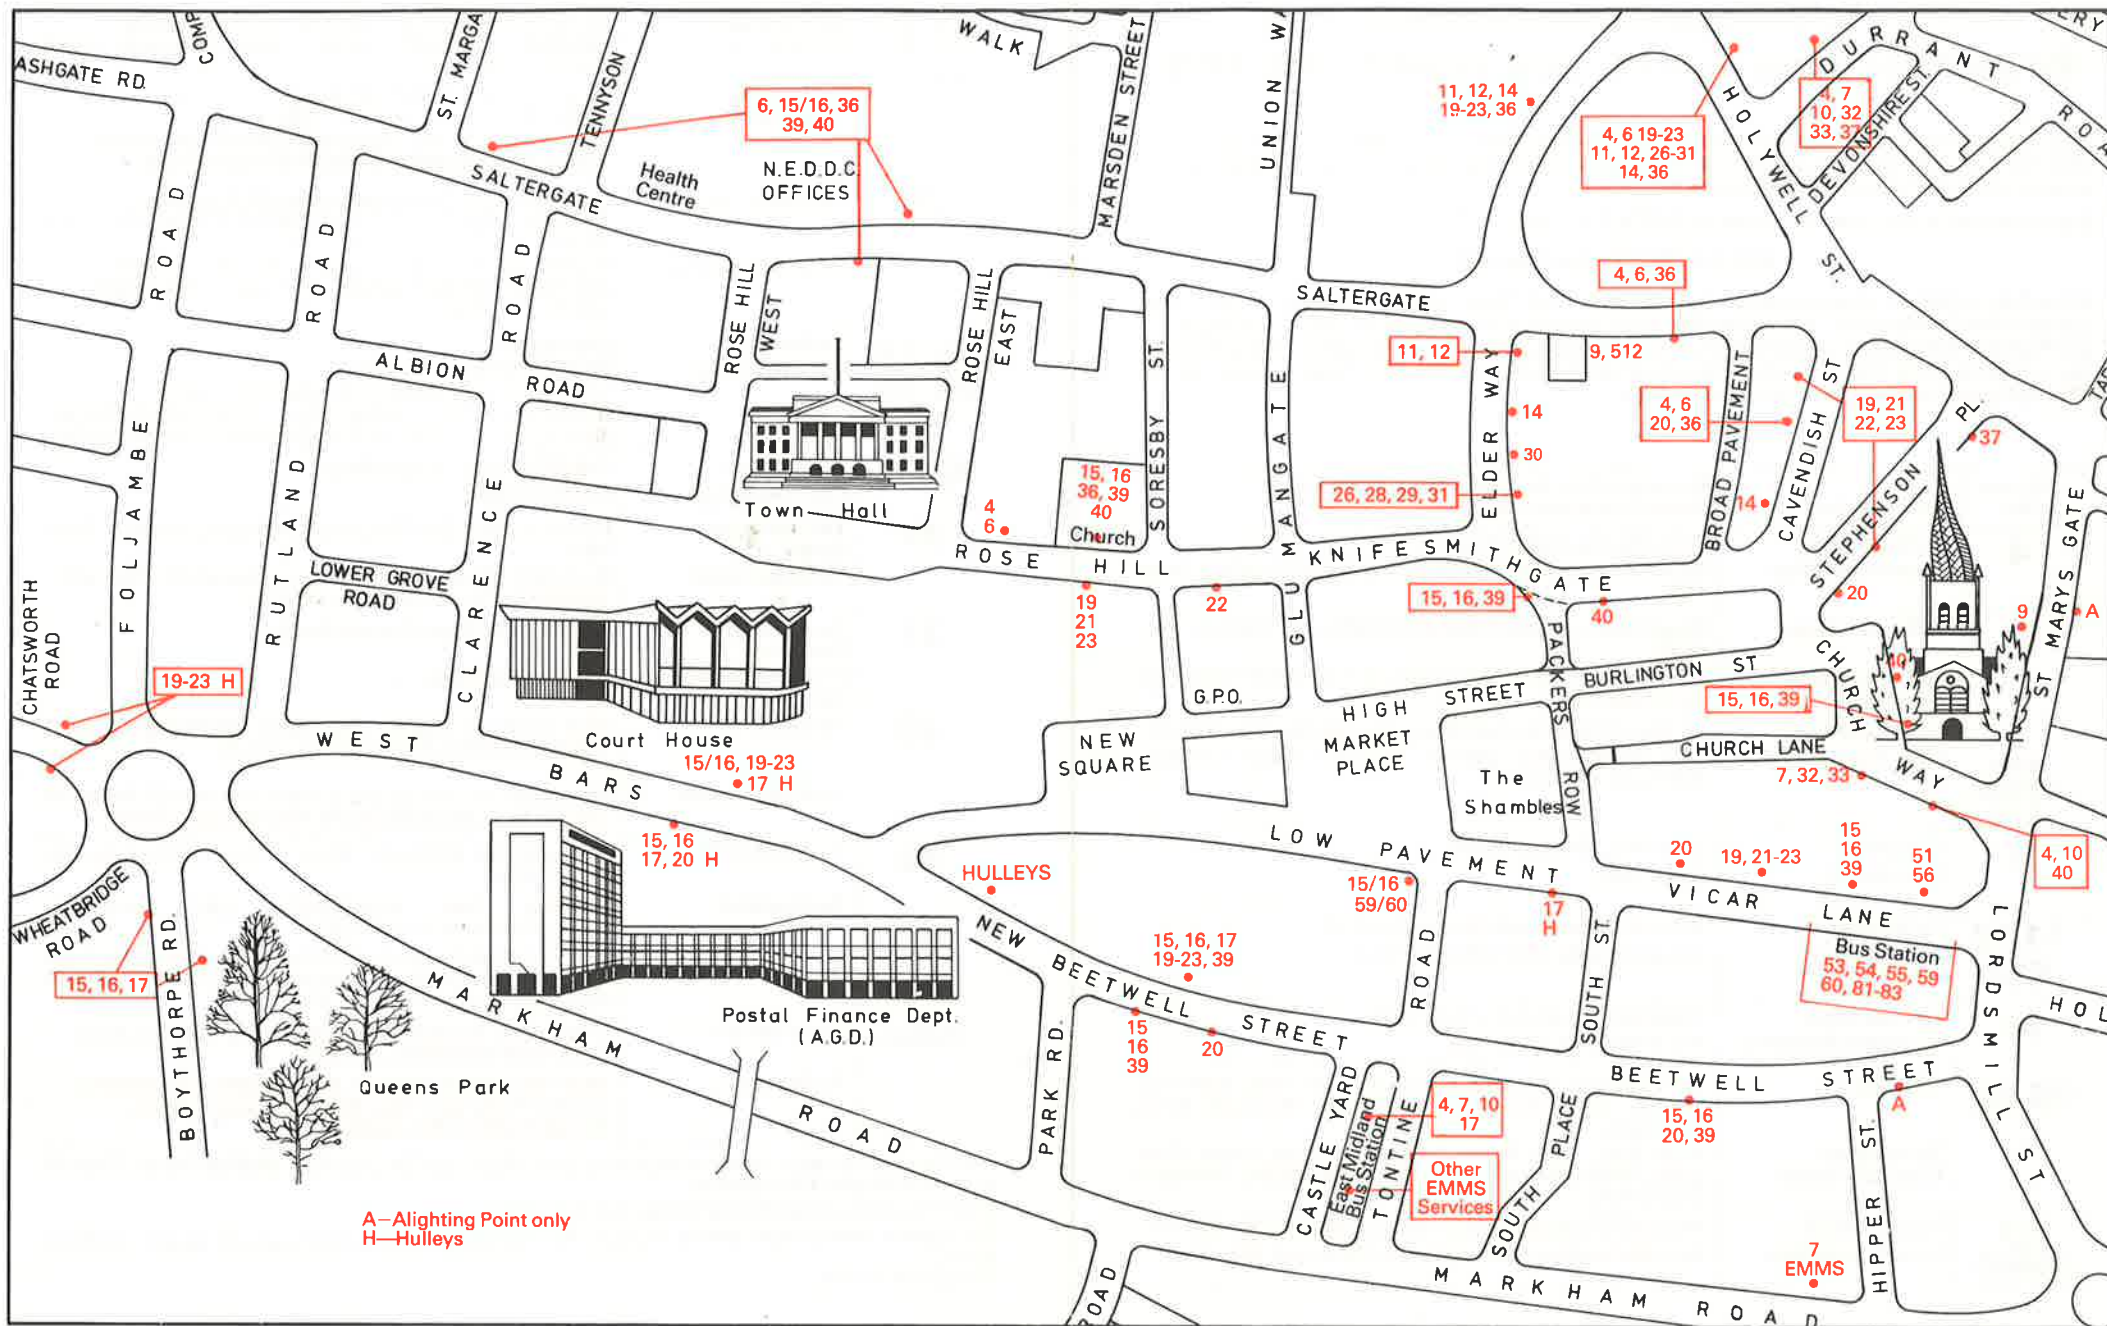 ASHGATE RD.
COMP
ST. MARGA
TENNYSON
WALK
MARSDEN STREET
UNION WA
DURRANT ROA
ERY
HOLYWELL ST.
DEVONSHIRE ST.
6, 15/16, 36
39, 40
11, 12, 14
19-23, 36
4, 6 19-23
11, 12, 26-31
14, 36
4, 7
10, 32
33, 37
SALTERGATE
Health
Centre
N.E.D.D.C.
OFFICES
ROAD
ROAD
ROAD
ROSE HILL
WEST
ROSE HILL
EAST
SORESBY ST.
SALTERGATE
4, 6, 36
11, 12
9, 512
ELDER WAY
14
30
26, 28, 29, 31
4, 6
20, 36
BROAD PAVEMENT
CAVENDISH ST
14
19, 21
22, 23
STEPHENSON PL.
37
TAP
ALBION ROAD
FOLJAMBE
RUTLAND
CLARENCE
LOWER GROVE
ROAD
Town Hall
4
6
15, 16
36, 39
40
Church
ROSE HILL
GLUMANGATE
KNIFESMITHGATE
19
21
23
22
15, 16, 39
40
20
9
A
ST MARYS GATE
CHATSWORTH
ROAD
19-23 H
Court House
15/16, 19-23
17 H
G.P.O.
NEW
SQUARE
HIGH STREET
MARKET
PLACE
PACKERS ROW
BURLINGTON ST
CHURCH WAY
40
15, 16, 39
CHURCH LANE
7, 32, 33
The
Shambles
WEST BARS
15, 16
17, 20 H
HULLEYS
LOW PAVEMENT
15/16
59/60
17
H
20
19, 21-23
15
16
39
51
56
4, 10
40
VICAR LANE
LORDSMILL ST
Bus Station
53, 54, 55, 59
60, 81-83
HOL
WHEATBRIDGE
ROAD
15, 16, 17
BOYTHORPE RD.
Queens Park
MARKHAM ROAD
Postal Finance Dept.
(A.G.D.)
NEW BEETWELL STREET
15, 16, 17
19-23, 39
15
16
39
20
PARK RD.
ROAD
SOUTH ST.
BEETWELL STREET
A
15, 16
20, 39
CASTLE YARD
East Midland
Bus Station
TONTINE
4, 7, 10
17
Other
EMMS
Services
SOUTH PLACE
HIPPER ST.
7
EMMS
A–Alighting Point only
H—Hulleys
ROAD
MARKHAM ROAD